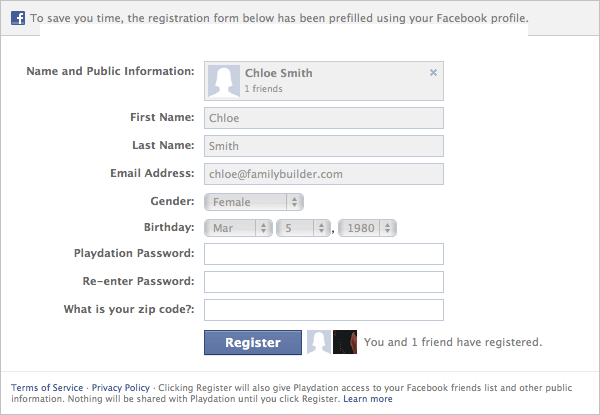 To save you time, the registration form below has been prefilled using your Facebook profile.
Name and Public Information:
Chloe Smith
1 friends
First Name: Chloe
Last Name: Smith
Email Address: chloe@familybuilder.com
Gender: Female
Birthday: Mar 5 , 1980
Playdation Password:
Re-enter Password:
What is your zip code?:
Register You and 1 friend have registered.
Terms of Service · Privacy Policy · Clicking Register will also give Playdation access to your Facebook friends list and other public
information. Nothing will be shared with Playdation until you click Register. Learn more